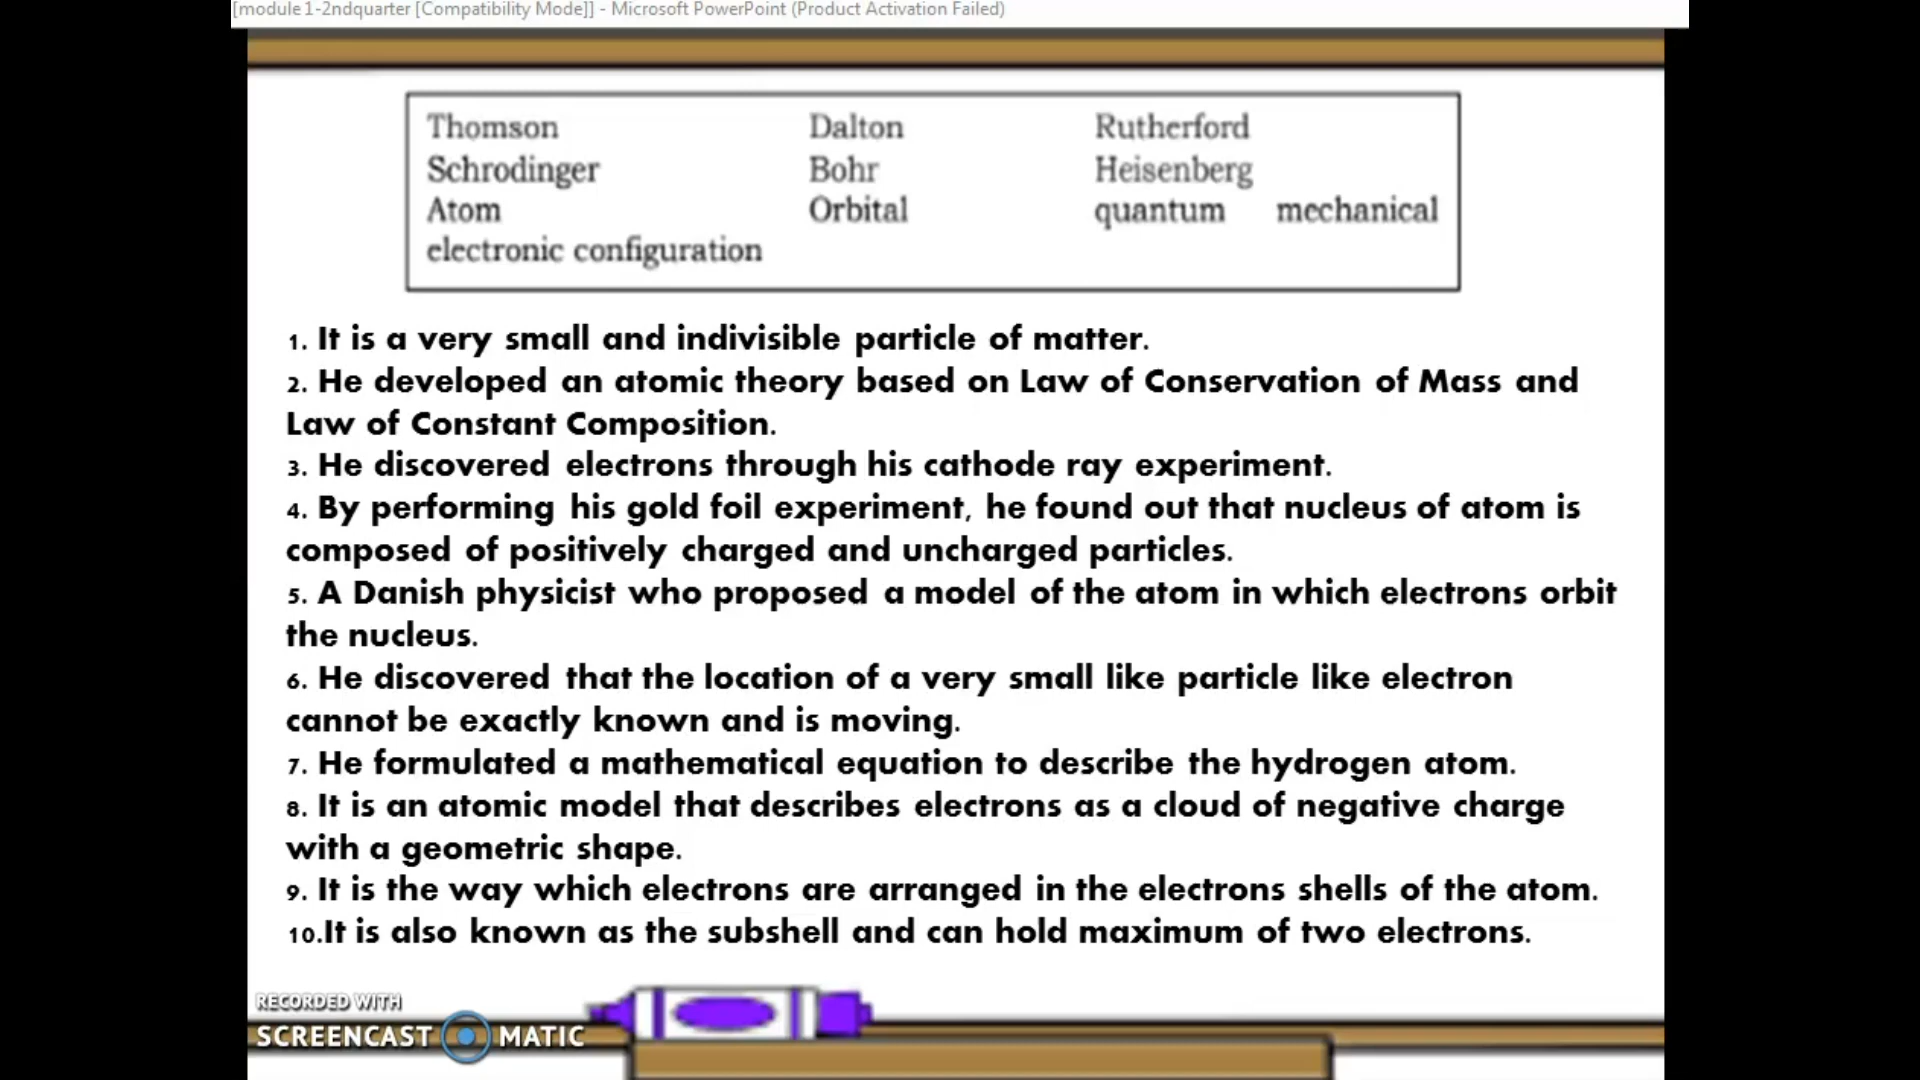 [module1-2ndquarter [Compatibility Mode]] - Microsoft PowerPoint (Product Activation Failed)
Thomson Dalton Rutherford
Schrodinger Bohr Heisenberg
Atom Orbital quantum mechanical
electronic configuration
1. It is a very small and indivisible particle of matter.
2. He developed an atomic theory based on Law of Conservation of Mass and
Law of Constant Composition.
3. He discovered electrons through his cathode ray experiment.
4. By performing his gold foil experiment, he found out that nucleus of atom is
composed of positively charged and uncharged particles.
5. A Danish physicist who proposed a model of the atom in which electrons orbit
the nucleus.
6. He discovered that the location of a very small like particle like electron
cannot be exactly known and is moving.
7. He formulated a mathematical equation to describe the hydrogen atom.
8. It is an atomic model that describes electrons as a cloud of negative charge
with a geometric shape.
9. It is the way which electrons are arranged in the electrons shells of the atom.
10.It is also known as the subshell and can hold maximum of two electrons.
RECORDED WITH
SCREENCAST MATIC